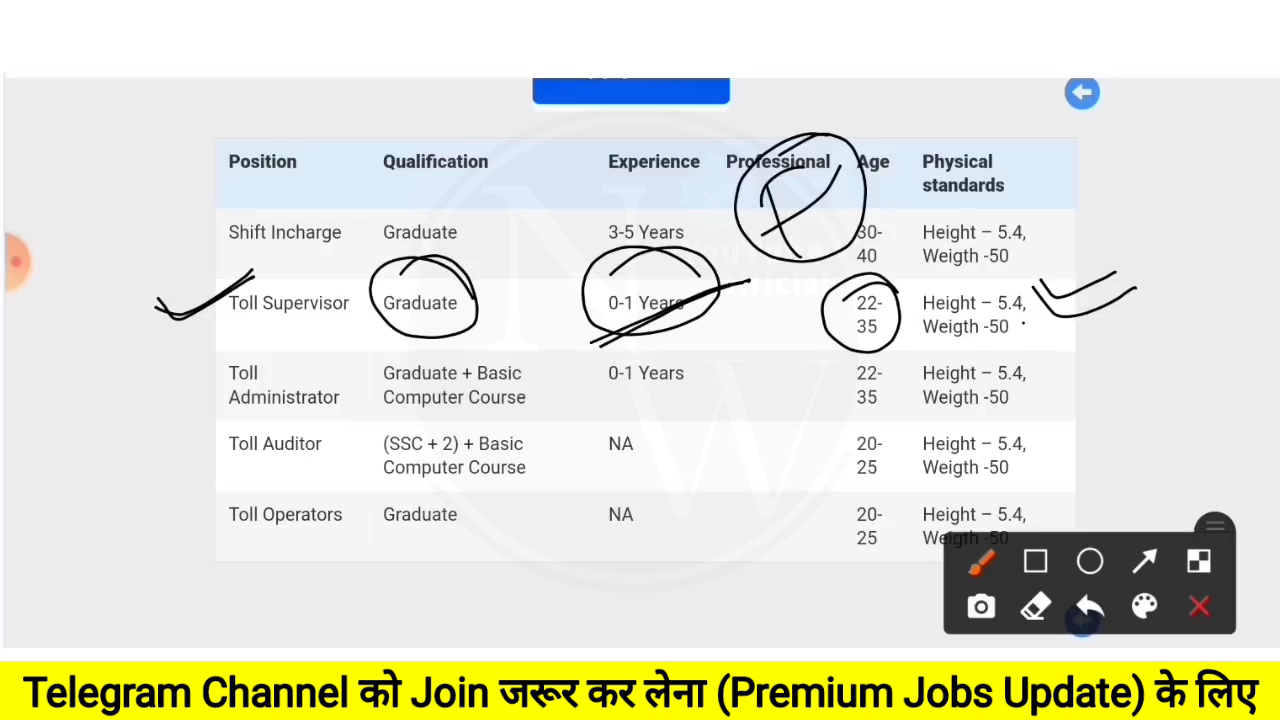 Position Qualification Experience Professional Age Physical
standards
Shift Incharge Graduate 3-5 Years 30- Height – 5.4,
40 Weigth -50
Toll Supervisor Graduate 0-1 Years 22- Height – 5.4,
35 Weigth -50
Toll Graduate + Basic 0-1 Years 22- Height – 5.4,
Administrator Computer Course 35 Weigth -50
Toll Auditor (SSC + 2) + Basic NA 20- Height – 5.4,
Computer Course 25 Weigth -50
Toll Operators Graduate NA 20- Height – 5.4,
25 Weigth -50
Telegram Channel को Join जरूर कर लेना (Premium Jobs Update) के लिए